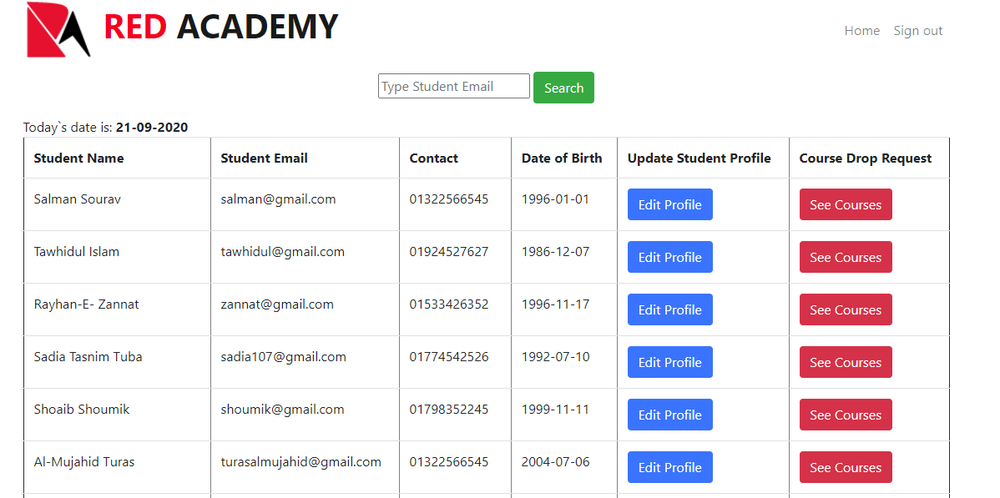 RED ACADEMY
Home Sign out
Type Student Email Search
Today`s date is: 21-09-2020
Student Name Student Email Contact Date of Birth Update Student Profile Course Drop Request
Salman Sourav salman@gmail.com 01322566545 1996-01-01 Edit Profile See Courses
Tawhidul Islam tawhidul@gmail.com 01924527627 1986-12-07 Edit Profile See Courses
Rayhan-E- Zannat zannat@gmail.com 01533426352 1996-11-17 Edit Profile See Courses
Sadia Tasnim Tuba sadia107@gmail.com 01774542526 1992-07-10 Edit Profile See Courses
Shoaib Shoumik shoumik@gmail.com 01798352245 1999-11-11 Edit Profile See Courses
Al-Mujahid Turas turasalmujahid@gmail.com 01322566545 2004-07-06 Edit Profile See Courses